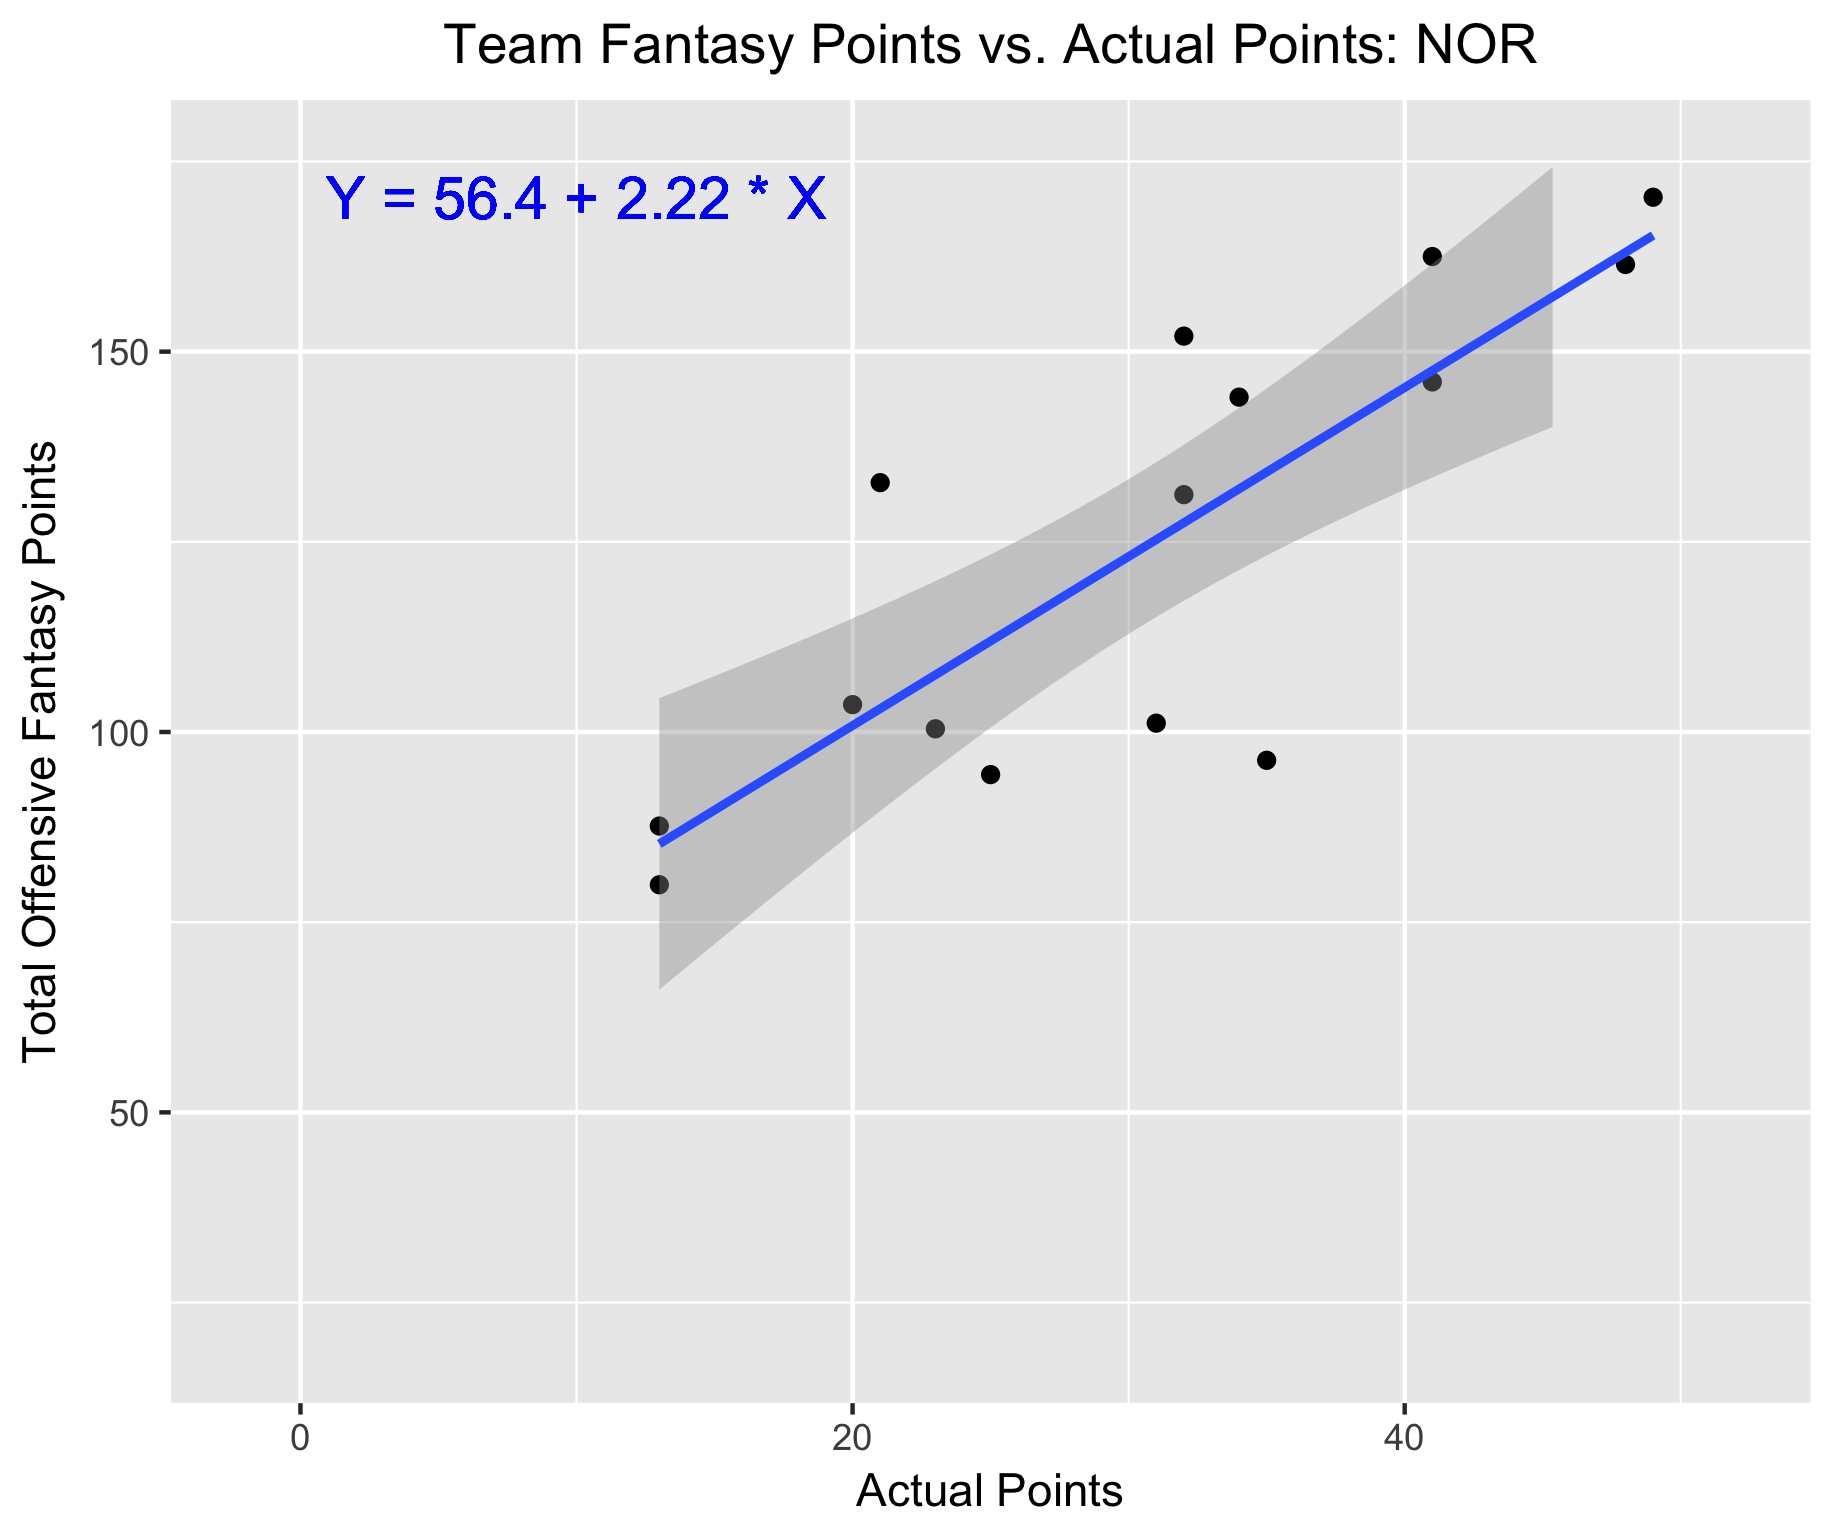 Team Fantasy Points vs. Actual Points: NOR
Y = 56.4 + 2.22 * X
Total Offensive Fantasy Points
150
100
50
0
20
40
Actual Points